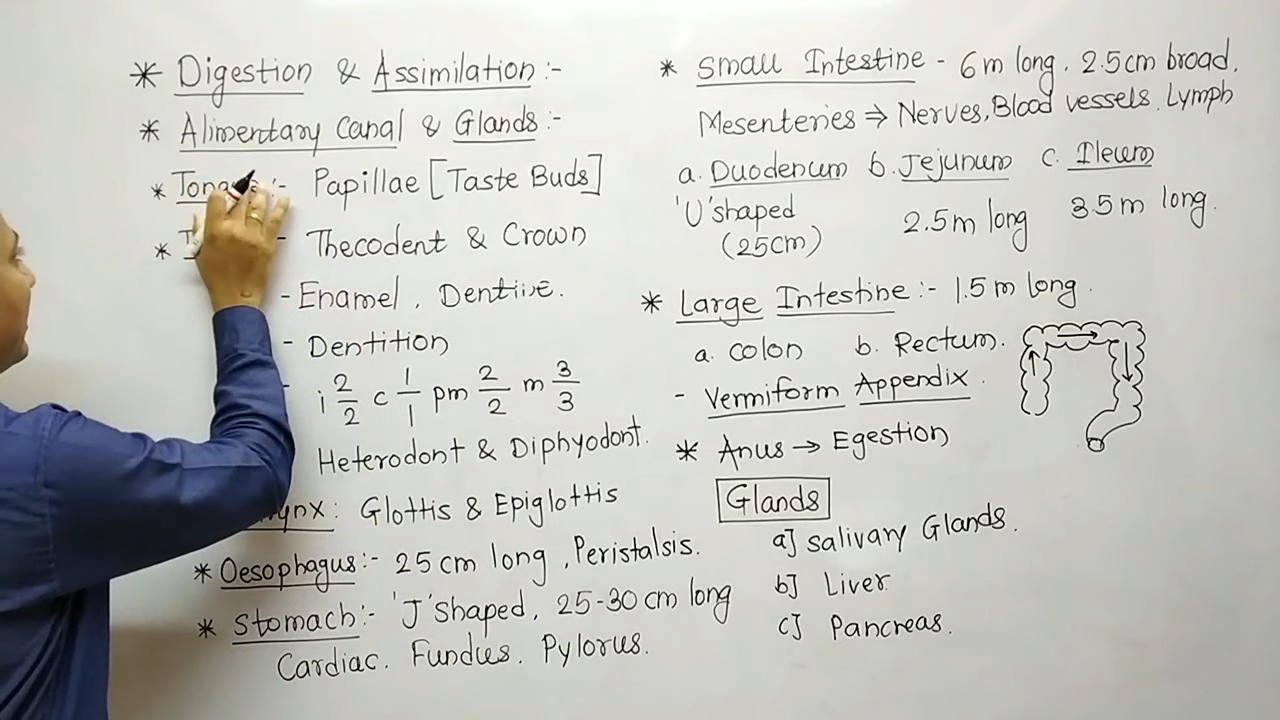 * Digestion & Assimilation :-
* Alimentary Canal & Glands :-
* :- Papillae [Taste Buds]
* - Thecodent & Crown
- Enamel, Dentive.
- Dentition
i 2/2 c 1/1 pm 2/2 m 3/3
Heterodont & Diphyodont.
: Glottis & Epiglottis
* Oesophagus :- 25 cm long, Peristalsis.
* Stomach :- 'J' Shaped, 25-30 cm long
Cardiac. Fundus. Pylorus.
* Small Intestine - 6 m long. 2.5 cm broad.
Mesenteries ⇒ Nerves, Blood vessels. Lymph
a. Duodenum b. Jejunum c. Ileum
'U' shaped 2.5 m long 3.5 m long.
(25cm)
* Large Intestine :- 1.5 m long.
a. Colon b. Rectum.
- Vermiform Appendix.
* Anus → Egestion
Glands
a] Salivary Glands.
b] Liver
c] Pancreas.